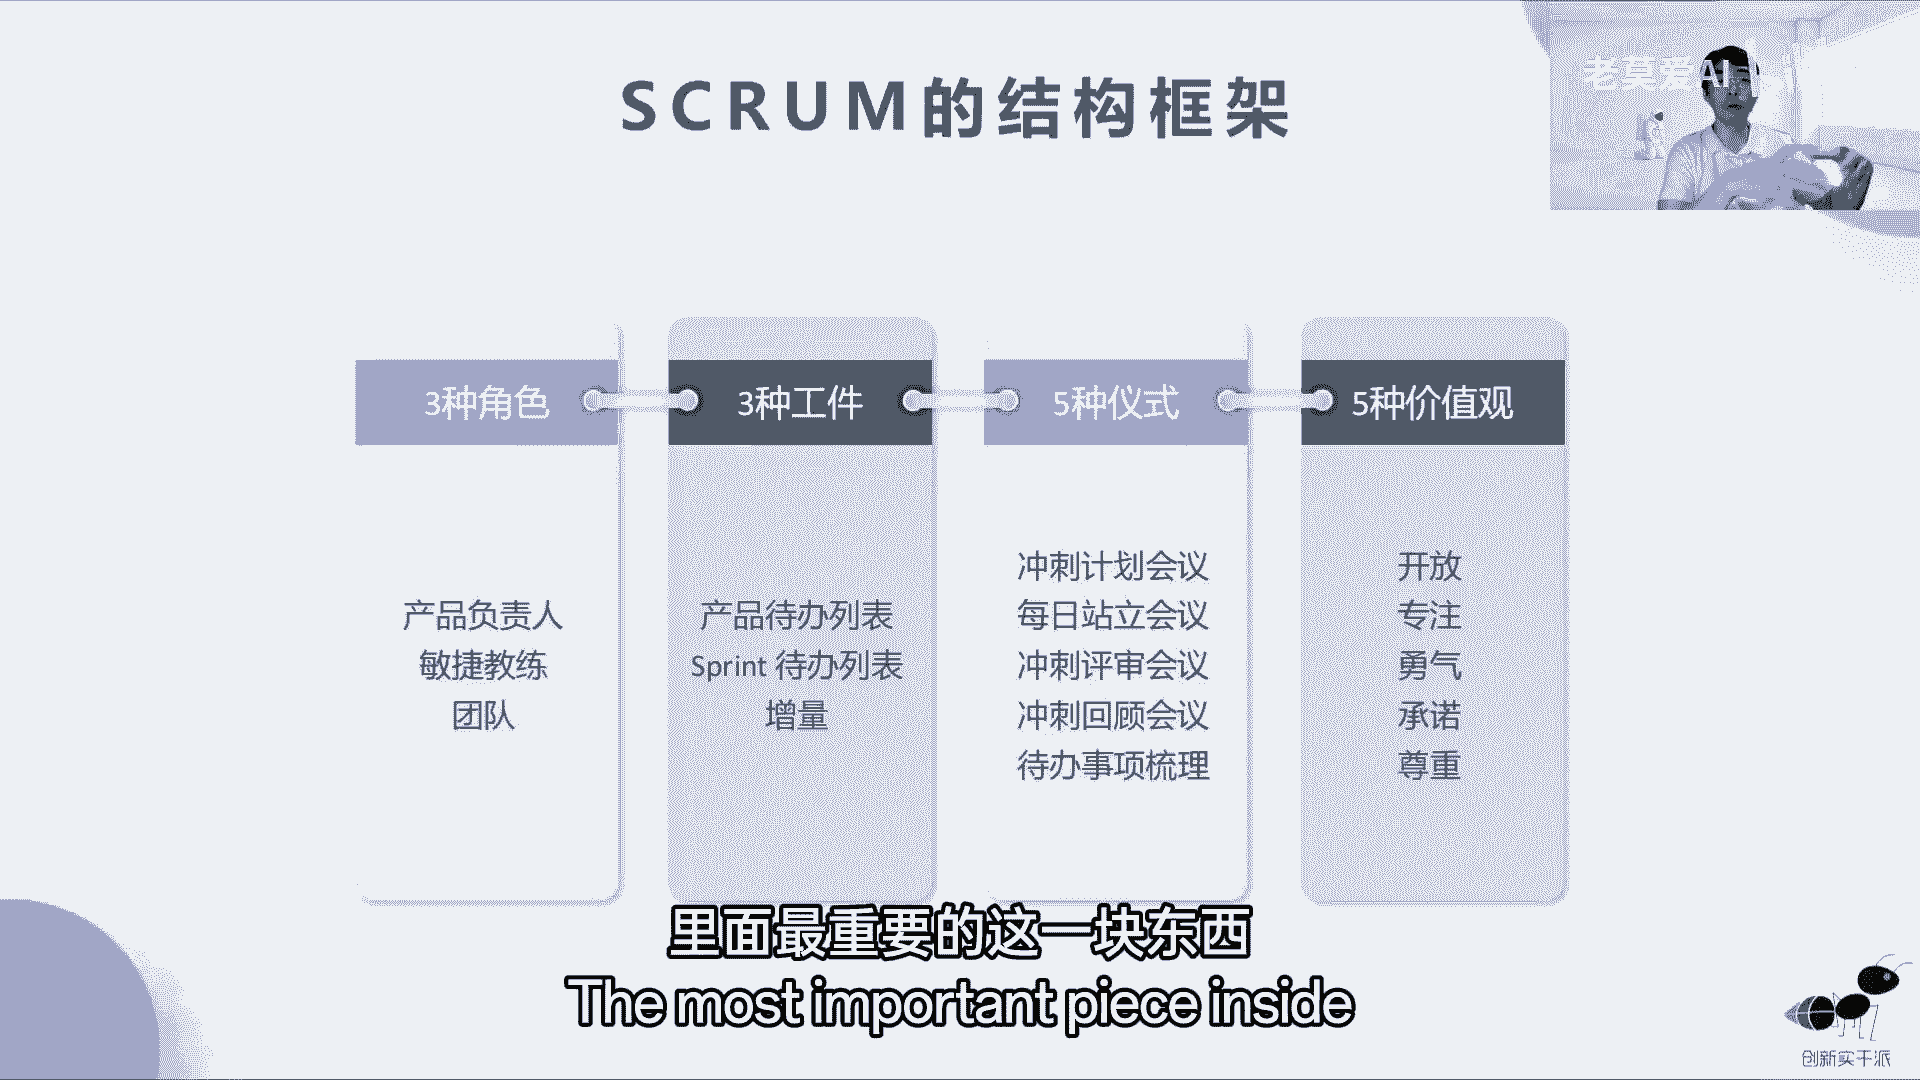 老莫爱AI
SCRUM的结构框架
3种角色
产品负责人
敏捷教练
团队
3种工件
产品待办列表
Sprint 待办列表
增量
5种仪式
冲刺计划会议
每日站立会议
冲刺评审会议
冲刺回顾会议
待办事项梳理
5种价值观
开放
专注
勇气
承诺
尊重
里面最重要的这一块东西
The most important piece inside
创新实干派